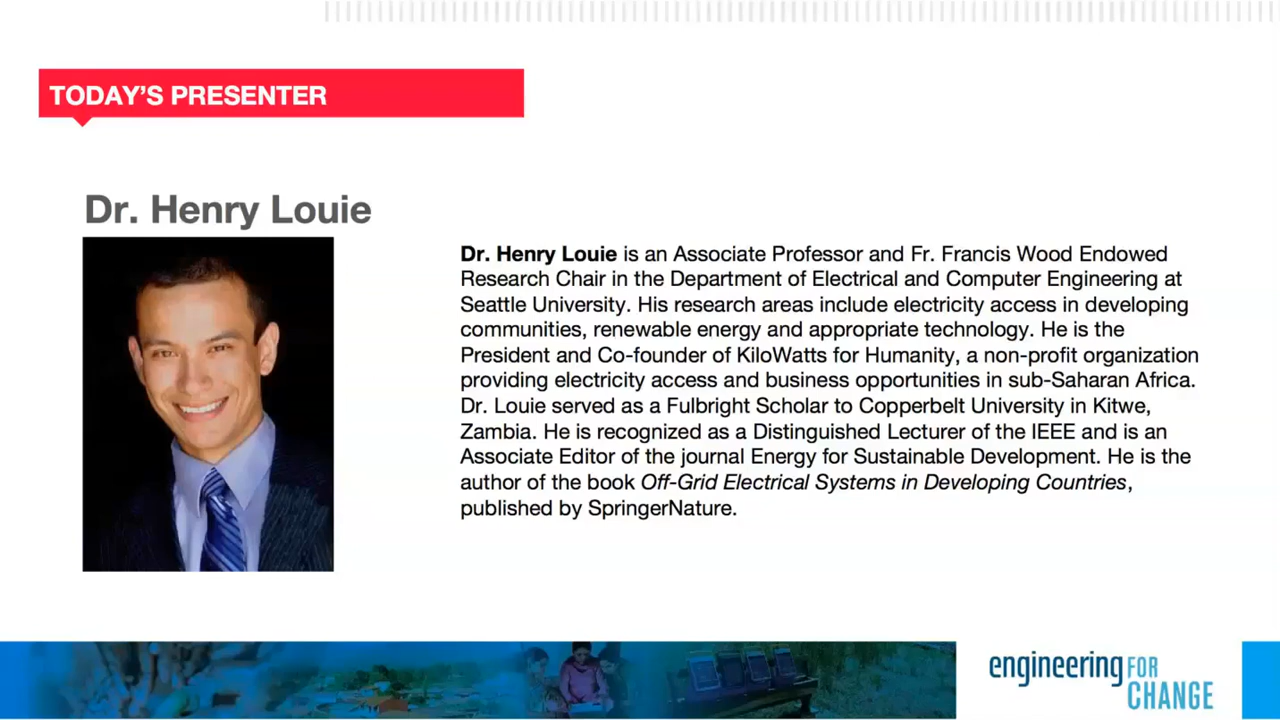 TODAY'S PRESENTER
Dr. Henry Louie
Dr. Henry Louie is an Associate Professor and Fr. Francis Wood Endowed
Research Chair in the Department of Electrical and Computer Engineering at
Seattle University. His research areas include electricity access in developing
communities, renewable energy and appropriate technology. He is the
President and Co-founder of KiloWatts for Humanity, a non-profit organization
providing electricity access and business opportunities in sub-Saharan Africa.
Dr. Louie served as a Fulbright Scholar to Copperbelt University in Kitwe,
Zambia. He is recognized as a Distinguished Lecturer of the IEEE and is an
Associate Editor of the journal Energy for Sustainable Development. He is the
author of the book Off-Grid Electrical Systems in Developing Countries,
published by SpringerNature.
engineering FOR
CHANGE